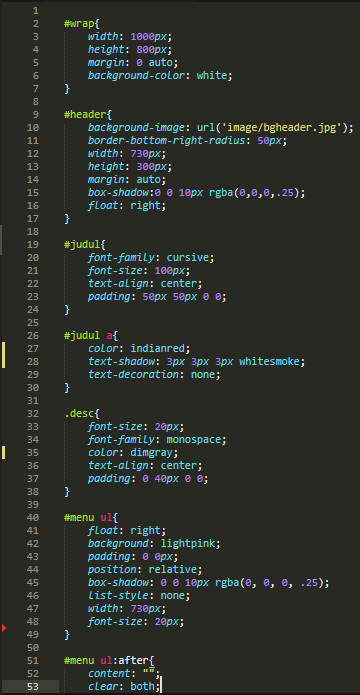 1
2 #wrap{
3 width: 1000px;
4 height: 800px;
5 margin: 0 auto;
6 background-color: white;
7 }
8
9 #header{
10 background-image: url('image/bgheader.jpg');
11 border-bottom-right-radius: 50px;
12 width: 730px;
13 height: 300px;
14 margin: auto;
15 box-shadow:0 0 10px rgba(0,0,0,.25);
16 float: right;
17 }
18
19 #judul{
20 font-family: cursive;
21 font-size: 100px;
22 text-align: center;
23 padding: 50px 50px 0 0;
24 }
25
26 #judul a{
27 color: indianred;
28 text-shadow: 3px 3px 3px whitesmoke;
29 text-decoration: none;
30 }
31
32 .desc{
33 font-size: 20px;
34 font-family: monospace;
35 color: dimgray;
36 text-align: center;
37 padding: 0 40px 0 0;
38 }
39
40 #menu ul{
41 float: right;
42 background: lightpink;
43 padding: 0 0px;
44 position: relative;
45 box-shadow: 0 0 10px rgba(0, 0, 0, .25);
46 list-style: none;
47 width: 730px;
48 font-size: 20px;
49 }
50
51 #menu ul:after{
52 content: "";
53 clear: both;